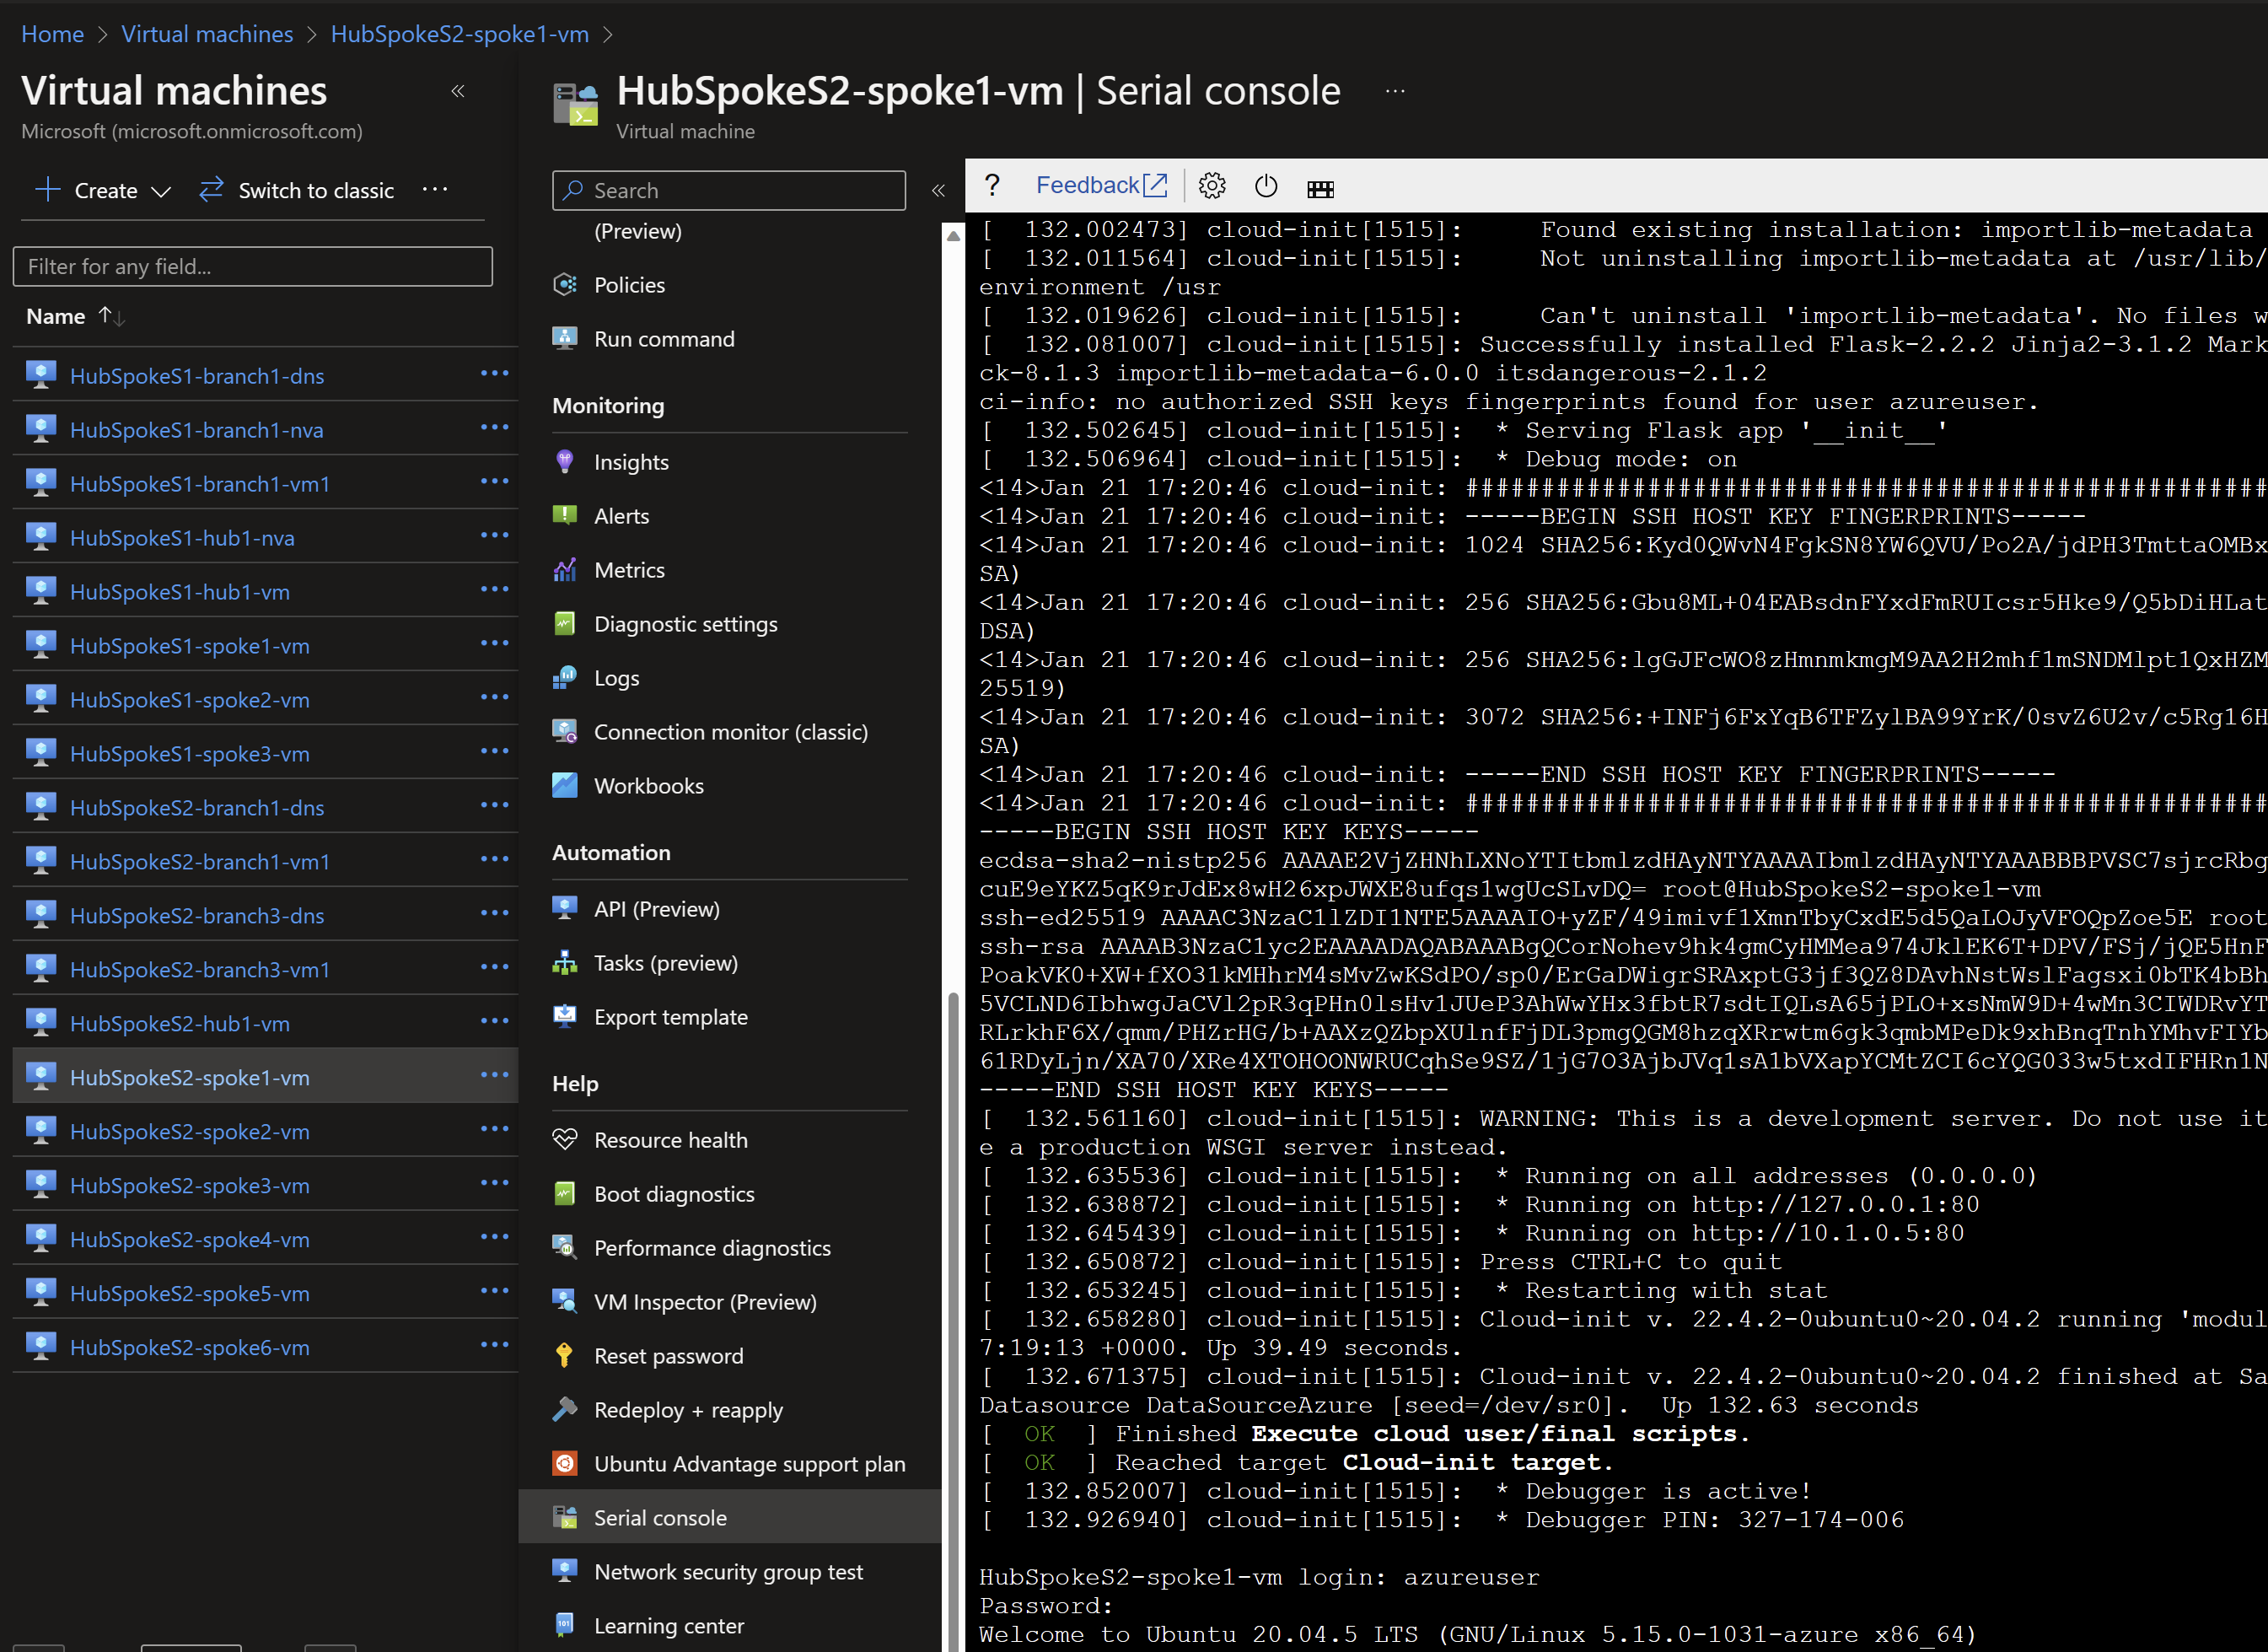 Home > Virtual machines > HubSpokeS2-spoke1-vm >
Virtual machines
Microsoft (microsoft.onmicrosoft.com)
Create
Switch to classic
Filter for any field...
Name
HubSpokeS1-branch1-dns
HubSpokeS1-branch1-nva
HubSpokeS1-branch1-vm1
HubSpokeS1-hub1-nva
HubSpokeS1-hub1-vm
HubSpokeS1-spoke1-vm
HubSpokeS1-spoke2-vm
HubSpokeS1-spoke3-vm
HubSpokeS2-branch1-dns
HubSpokeS2-branch1-vm1
HubSpokeS2-branch3-dns
HubSpokeS2-branch3-vm1
HubSpokeS2-hub1-vm
HubSpokeS2-spoke1-vm
HubSpokeS2-spoke2-vm
HubSpokeS2-spoke3-vm
HubSpokeS2-spoke4-vm
HubSpokeS2-spoke5-vm
HubSpokeS2-spoke6-vm
HubSpokeS2-spoke1-vm | Serial console
Virtual machine
Search
(Preview)
Policies
Run command
Monitoring
Insights
Alerts
Metrics
Diagnostic settings
Logs
Connection monitor (classic)
Workbooks
Automation
API (Preview)
Tasks (preview)
Export template
Help
Resource health
Boot diagnostics
Performance diagnostics
VM Inspector (Preview)
Reset password
Redeploy + reapply
Ubuntu Advantage support plan
Serial console
Network security group test
Learning center
? Feedback
[  132.002473] cloud-init[1515]:     Found existing installation: importlib-metadata
[  132.011564] cloud-init[1515]:     Not uninstalling importlib-metadata at /usr/lib/
environment /usr
[  132.019626] cloud-init[1515]:     Can't uninstall 'importlib-metadata'. No files w
[  132.081007] cloud-init[1515]: Successfully installed Flask-2.2.2 Jinja2-3.1.2 Mark
ck-8.1.3 importlib-metadata-6.0.0 itsdangerous-2.1.2
ci-info: no authorized SSH keys fingerprints found for user azureuser.
[  132.502645] cloud-init[1515]:  * Serving Flask app '__init__'
[  132.506964] cloud-init[1515]:  * Debug mode: on
<14>Jan 21 17:20:46 cloud-init: #####################################################
<14>Jan 21 17:20:46 cloud-init: -----BEGIN SSH HOST KEY FINGERPRINTS-----
<14>Jan 21 17:20:46 cloud-init: 1024 SHA256:Kyd0QWvN4FgkSN8YW6QVU/Po2A/jdPH3TmttaOMBx
SA)
<14>Jan 21 17:20:46 cloud-init: 256 SHA256:Gbu8ML+04EABsdnFYxdFmRUIcsr5Hke9/Q5bDiHLat
DSA)
<14>Jan 21 17:20:46 cloud-init: 256 SHA256:lgGJFcWO8zHmnmkmgM9AA2H2mhf1mSNDMlpt1QxHZM
25519)
<14>Jan 21 17:20:46 cloud-init: 3072 SHA256:+INFj6FxYqB6TFZylBA99YrK/0svZ6U2v/c5Rg16H
SA)
<14>Jan 21 17:20:46 cloud-init: -----END SSH HOST KEY FINGERPRINTS-----
<14>Jan 21 17:20:46 cloud-init: #####################################################
-----BEGIN SSH HOST KEY KEYS-----
ecdsa-sha2-nistp256 AAAAE2VjZHNhLXNoYTItbmlzdHAyNTYAAAAIbmlzdHAyNTYAAABBBPVSC7sjrcRbg
cuE9eYKZ5qK9rJdEx8wH26xpJWXE8ufqs1wgUcSLvDQ= root@HubSpokeS2-spoke1-vm
ssh-ed25519 AAAAC3NzaC1lZDI1NTE5AAAAIO+yZF/49imivf1XmnTbyCxdE5d5QaLOJyVFOQpZoe5E root
ssh-rsa AAAAB3NzaC1yc2EAAAADAQABAAABgQCorNohev9hk4gmCyHMMea974JklEK6T+DPV/FSj/jQE5HnF
PoakVK0+XW+fXO31kMHhrM4sMvZwKSdPO/sp0/ErGaDWigrSRAxptG3jf3QZ8DAvhNstWslFagsxi0bTK4bBh
5VCLND6IbhwgJaCVl2pR3qPHn0lsHv1JUeP3AhWwYHx3fbtR7sdtIQLsA65jPLO+xsNmW9D+4wMn3CIWDRvYT
RLrkhF6X/qmm/PHZrHG/b+AAXzQZbpXUlnfFjDL3pmgQGM8hzqXRrwtm6gk3qmbMPeDk9xhBnqTnhYMhvFIYb
61RDyLjn/XA70/XRe4XTOHOONWRUCqhSe9SZ/1jG7O3AjbJVq1sA1bVXapYCMtZCI6cYQG033w5txdIFHRn1N
-----END SSH HOST KEY KEYS-----
[  132.561160] cloud-init[1515]: WARNING: This is a development server. Do not use it
e a production WSGI server instead.
[  132.635536] cloud-init[1515]:  * Running on all addresses (0.0.0.0)
[  132.638872] cloud-init[1515]:  * Running on http://127.0.0.1:80
[  132.645439] cloud-init[1515]:  * Running on http://10.1.0.5:80
[  132.650872] cloud-init[1515]: Press CTRL+C to quit
[  132.653245] cloud-init[1515]:  * Restarting with stat
[  132.658280] cloud-init[1515]: Cloud-init v. 22.4.2-0ubuntu0~20.04.2 running 'modul
7:19:13 +0000. Up 39.49 seconds.
[  132.671375] cloud-init[1515]: Cloud-init v. 22.4.2-0ubuntu0~20.04.2 finished at Sa
Datasource DataSourceAzure [seed=/dev/sr0].  Up 132.63 seconds
[  OK  ] Finished Execute cloud user/final scripts.
[  OK  ] Reached target Cloud-init target.
[  132.852007] cloud-init[1515]:  * Debugger is active!
[  132.926940] cloud-init[1515]:  * Debugger PIN: 327-174-006
HubSpokeS2-spoke1-vm login: azureuser
Password:
Welcome to Ubuntu 20.04.5 LTS (GNU/Linux 5.15.0-1031-azure x86_64)